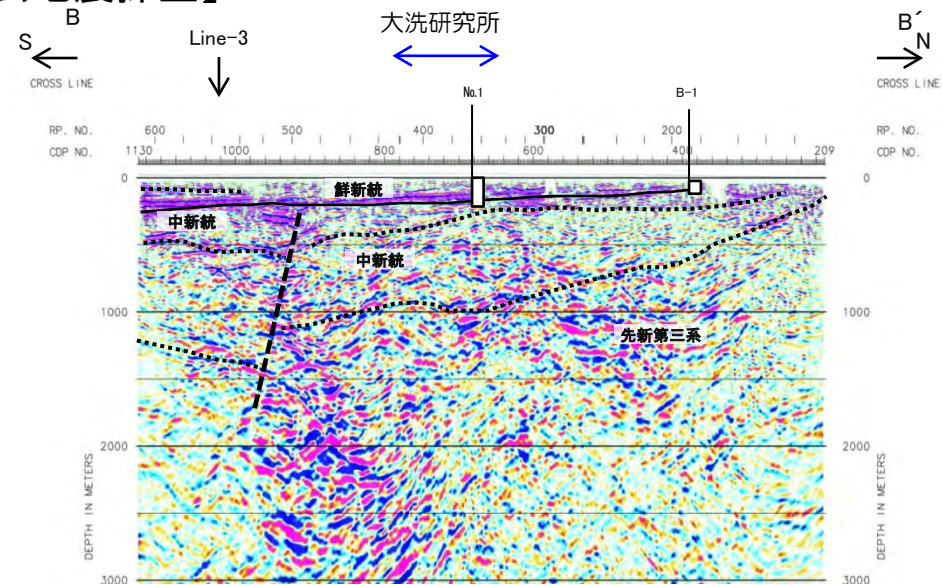 B
大洗研究所
B´
S
Line-3
N
CROSS LINE
CROSS LINE
No.1
B-1
RP. NO.
600
500
400
300
200
RP. NO.
CDP NO.
1130
1000
800
600
400
209
CDP NO.
0
鮮新統
0
中新統
中新統
1000
1000
先新第三系
2000
2000
DEPTH IN METERS
DEPTH IN METERS
3000
3000